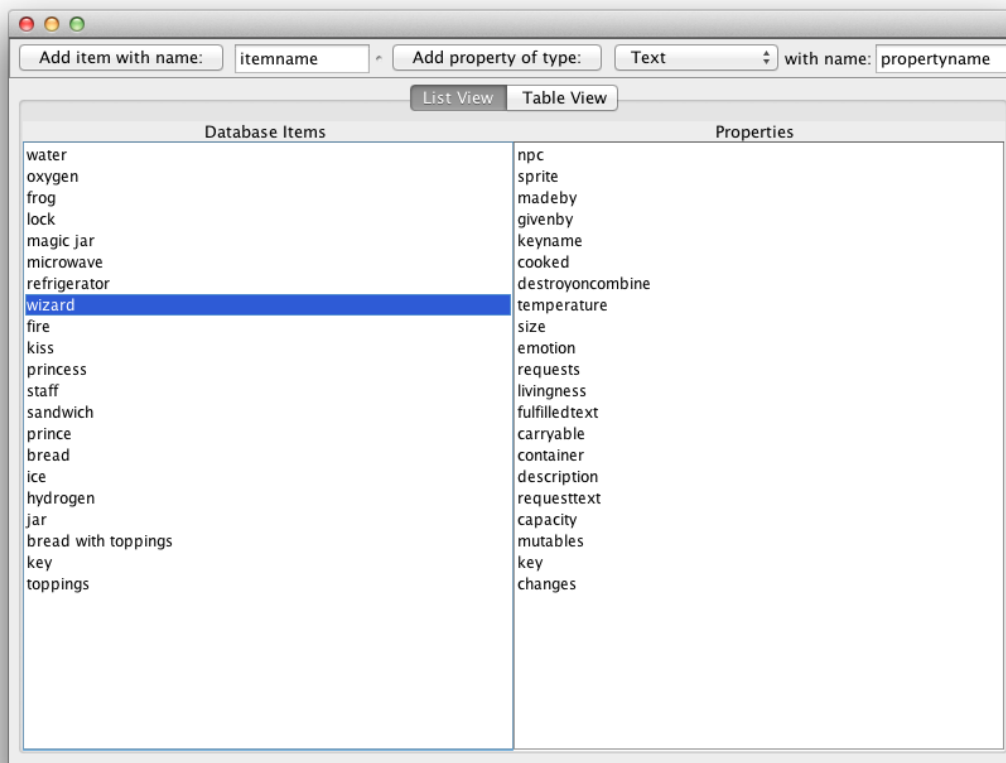 Add item with name: itemname Add property of type: Text with name: propertyname
List View Table View
Database Items
water
oxygen
frog
lock
magic jar
microwave
refrigerator
wizard
fire
kiss
princess
staff
sandwich
prince
bread
ice
hydrogen
jar
bread with toppings
key
toppings
Properties
npc
sprite
madeby
givenby
keyname
cooked
destroyoncombine
temperature
size
emotion
requests
livingness
fulfilledtext
carryable
container
description
requesttext
capacity
mutables
key
changes